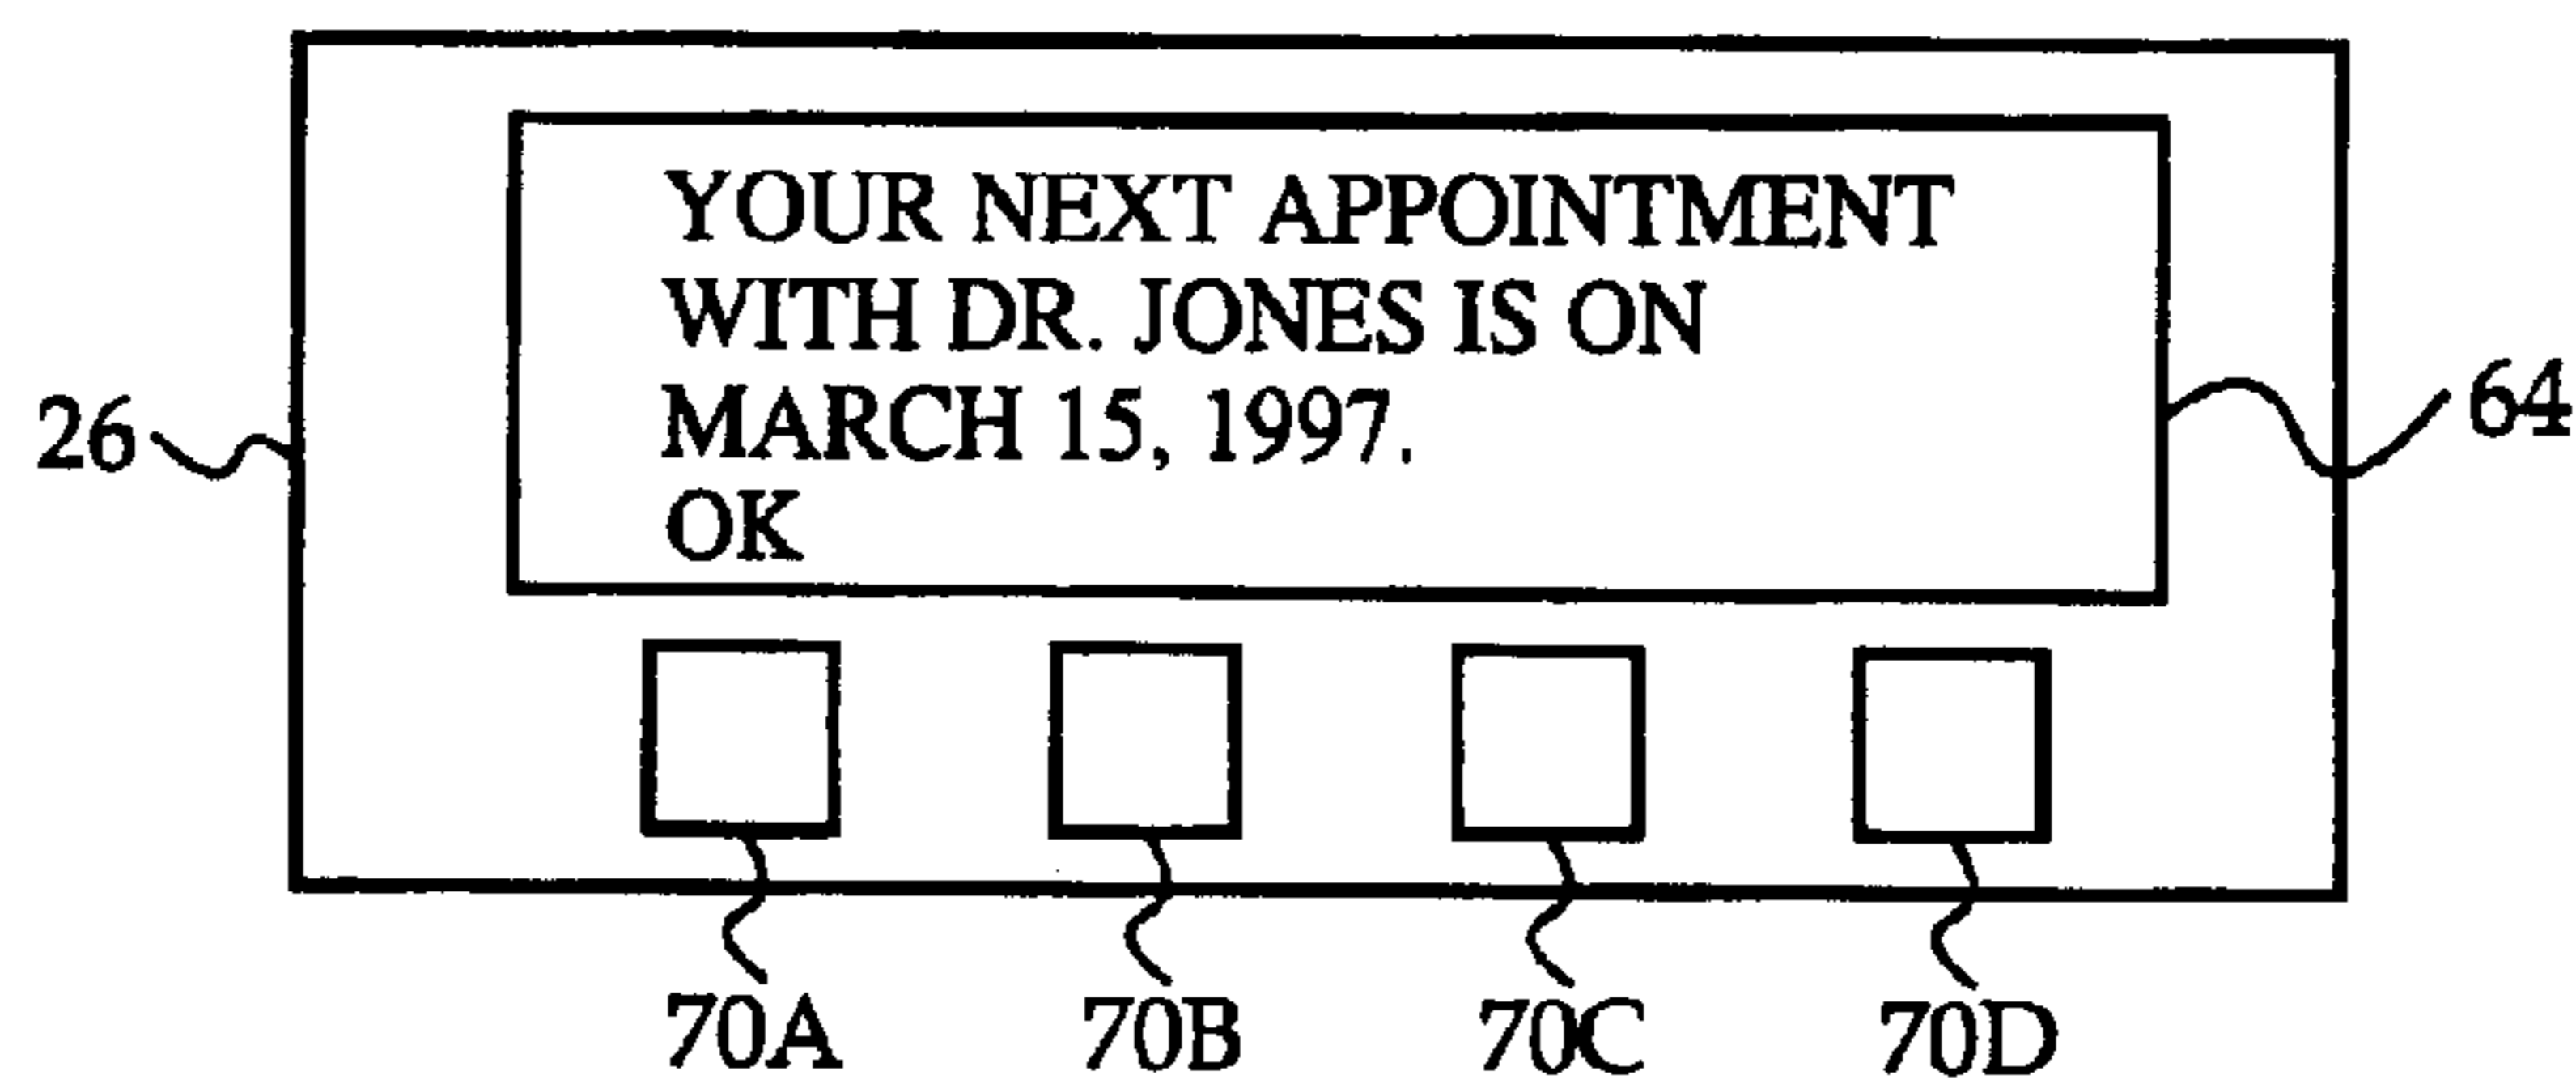 YOUR NEXT APPOINTMENT
WITH DR. JONES IS ON
MARCH 15, 1997.
OK
26
64
70A 70B 70C 70D